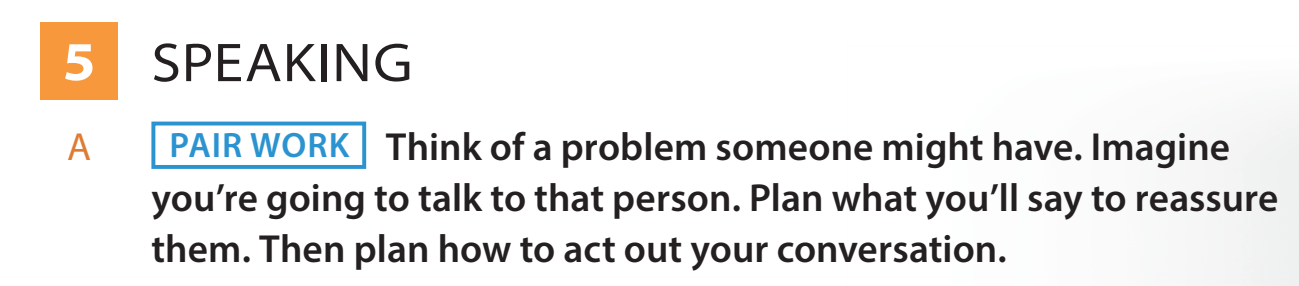 5 SPEAKING
A PAIR WORK Think of a problem someone might have. Imagine
you’re going to talk to that person. Plan what you’ll say to reassure
them. Then plan how to act out your conversation.